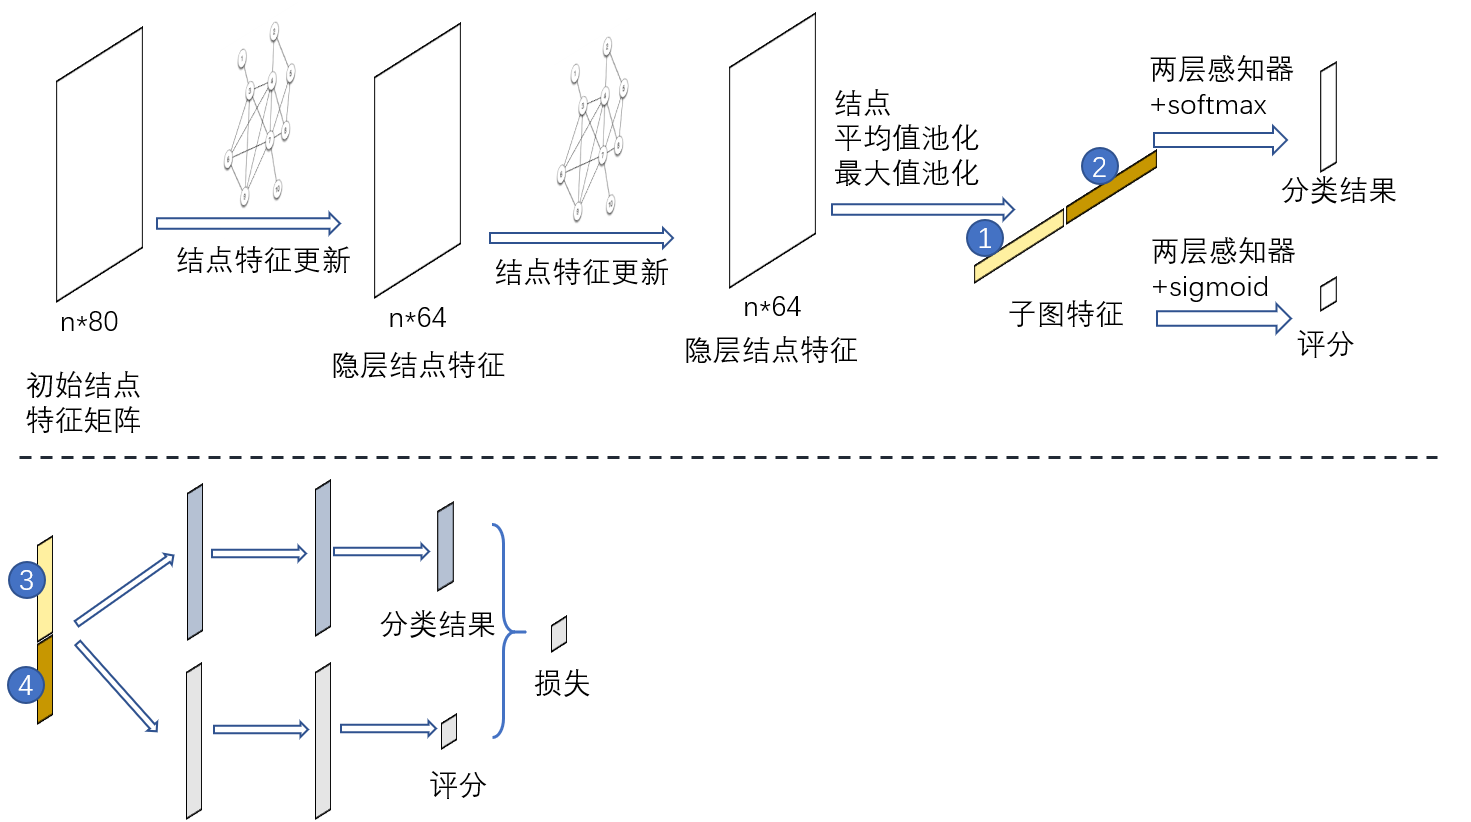 结点特征更新
结点特征更新
结点
平均值池化
最大值池化
两层感知器
+softmax
分类结果
两层感知器
+sigmoid
评分
1
2
子图特征
n*80
n*64
n*64
初始结点
特征矩阵
隐层结点特征
隐层结点特征
3
4
分类结果
评分
损失